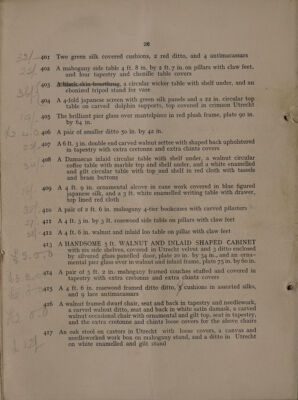 26
401 Two green silk covered cushions, 2 red ditto, and 4 antimacassars
402 A mahogany side table 4 ft. 8 in. by 2 ft. 7 in. on pillars with claw feet,
and four tapestry and chenille table covers
403 a circular wicker table with shelf under, and an
ebonized tripod stand for vase
404 A 4-fold japanese screen with green silk panels and a 22 in. circular top
table on carved dolphin supports, top covered in crimson Utrecht
405 The brilliant pier glass over mantelpiece in red plush frame, plate 90 in.
by 64 in.
406 A pair of smaller ditto 50 in. by 42 in.
407 A 6 ft. 3 in. double end carved walnut settee with shaped back upholstered
in tapestry with extra cretonne and extra chintz covers
408 A Damascus inlaid circular table with shelf under, a walnut circular
coffee table with marble top and shelf under, and a white enamelled
and gilt circular table with top and shelf in red cloth with tassels
and brass buttons
409 A 4 ft. 9 in. ornamental alcove in cane work covered in blue figured
japanese silk, and a 3 ft. white enamelled writing table with drawer,
top lined red cloth
410 A pair of 2 ft. 6 in. mahogany 4-tier bookcases with carved pilasters
411 A 4 ft. 3 in. by 3 ft. rosewood side table on pillars with claw feet
412 A 4 ft. 6 in. walnut and inlaid loo table on pillar with claw feet
413 A HANDSOME 5 ft. WALNUT AND INLAID SHAPED CABINET
with six side shelves, covered in Utrecht velvet and 3 ditto enclosed
by silvered glass panelled door, plate 20 in. by 34 in., and an orna-
mental pier glass over in walnut and inlaid frame, plate 75 in. by 60 in.
414 A pair of 5 ft. 2 in. mahogany framed couches stuffed and covered in
tapestry with extra cretonne and extra chintz covers
415 A 4 ft. 6 in. rosewood framed ditto ditto, cushions in assorted silks,
and 9 lace antimacassars
416 A walnut framed dwarf chair, seat and back in tapestry and needlework,
a carved walnut ditto, seat and back in white satin damask, a carved
walnut occasional chair with ornamental and gilt top, seat in tapestry,
and the extra cretonne and chintz loose covers for the above chairs
417 An oak stool on castors in Utrecht with loose covers, a canvas and
needleworked work box on mahogany stand, and a ditto in Utrecht
on white enamelled and gilt stand